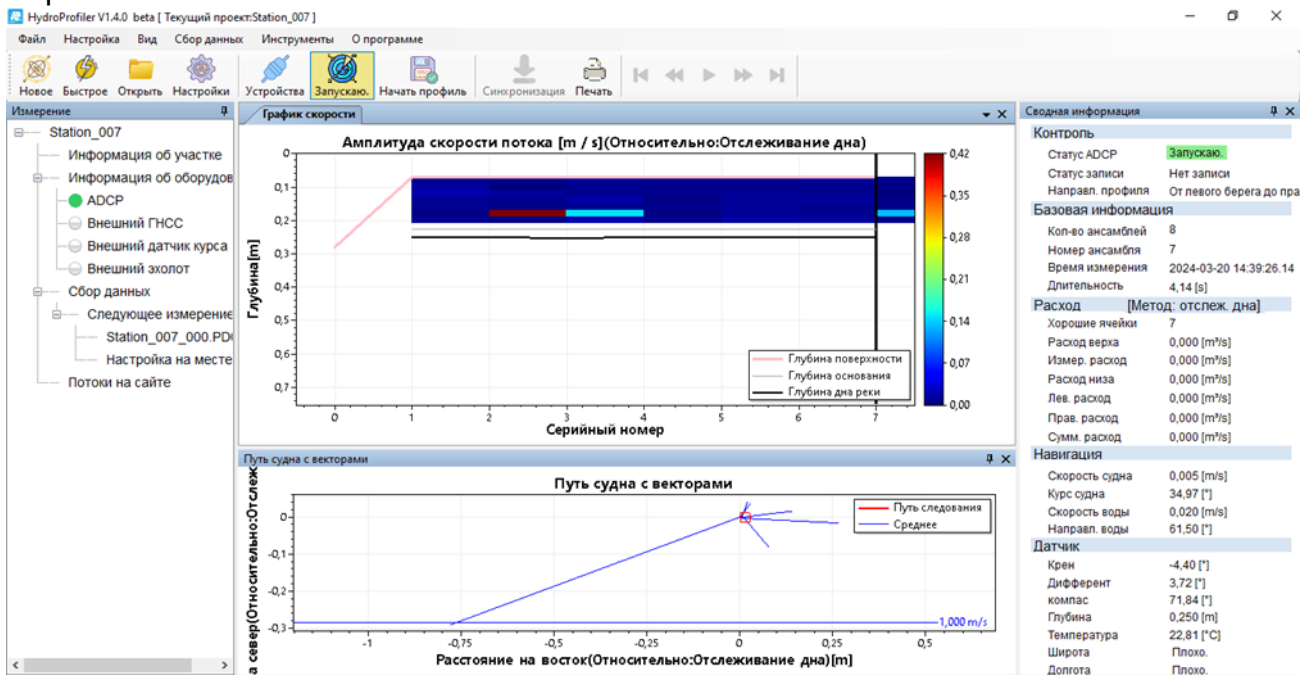 HydroProfiler V1.4.0 beta [ Текущий проект:Station_007 ]
Файл Настройка Вид Сбор данных Инструменты О программе
Новое Быстрое Открыть Настройки Устройства Запускаю. Начать профиль Синхронизация Печать
Измерение
Station_007
Информация об участке
Информация об оборудов
ADCP
Внешний ГНСС
Внешний датчик курса
Внешний эхолот
Сбор данных
Следующее измерение
Station_007_000.PD
Настройка на месте
Потоки на сайте
График скорости
Амплитуда скорости потока [m / s](Относительно:Отслеживание дна)
Глубина[m]
0
0,1
0,2
0,3
0,4
0,5
0,6
0,7
0 1 2 3 4 5 6 7
Серийный номер
Глубина поверхности
Глубина основания
Глубина дна реки
0,42
0,35
0,28
0,21
0,14
0,07
0,00
Путь судна с векторами
Путь судна с векторами
а север(Относительно:Отслеж
0
-0,1
-0,2
-0,3
Путь следования
Среднее
1,000 m/s
-1 -0,75 -0,5 -0,25 0 0,25 0,5
Расстояние на восток(Относительно:Отслеживание дна)[m]
Сводная информация
Контроль
Статус ADCP Запускаю.
Статус записи Нет записи
Направл. профиля От левого берега до пра
Базовая информация
Кол-во ансамблей 8
Номер ансамбля 7
Время измерения 2024-03-20 14:39:26.14
Длительность 4,14 [s]
Расход [Метод: отслеж. дна]
Хорошие ячейки 7
Расход верха 0,000 [m³/s]
Измер. расход 0,000 [m³/s]
Расход низа 0,000 [m³/s]
Лев. расход 0,000 [m³/s]
Прав. расход 0,000 [m³/s]
Сумм. расход 0,000 [m³/s]
Навигация
Скорость судна 0,005 [m/s]
Курс судна 34,97 [°]
Скорость воды 0,020 [m/s]
Направл. воды 61,50 [°]
Датчик
Крен -4,40 [°]
Дифферент 3,72 [°]
компас 71,84 [°]
Глубина 0,250 [m]
Температура 22,81 [°C]
Широта Плохо.
Долгота Плохо.